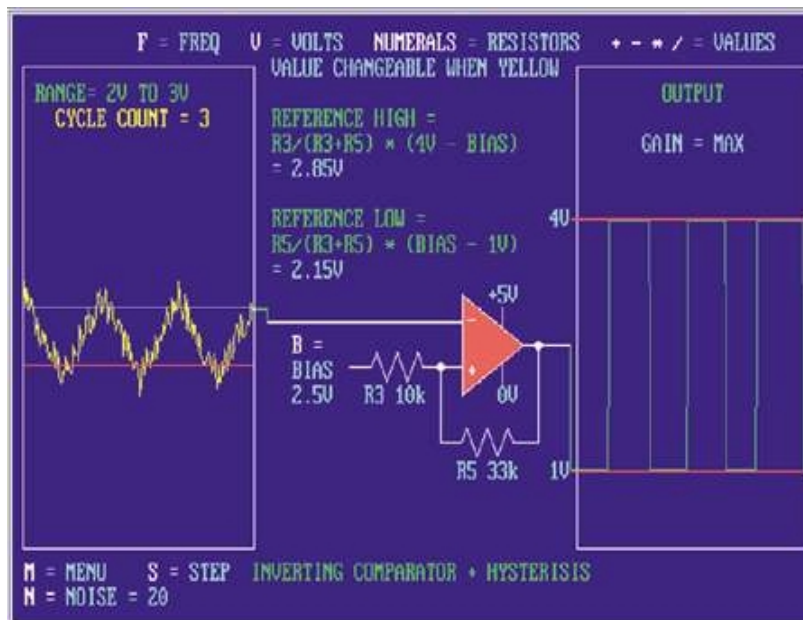 F = FREQ V = VOLTS NUMERALS = RESISTORS + - * / = VALUES
VALUE CHANGEABLE WHEN YELLOW
RANGE= 2V TO 3V
CYCLE COUNT = 3
REFERENCE HIGH =
R3/(R3+R5) * (4V - BIAS)
= 2.85V
REFERENCE LOW =
R5/(R3+R5) * (BIAS - 1V)
= 2.15V
OUTPUT
GAIN = MAX
4V
+5V
-
B =
BIAS
2.5V
R3 10k
+
0V
R5 33k
1V
M = MENU S = STEP INVERTING COMPARATOR + HYSTERISIS
N = NOISE = 20